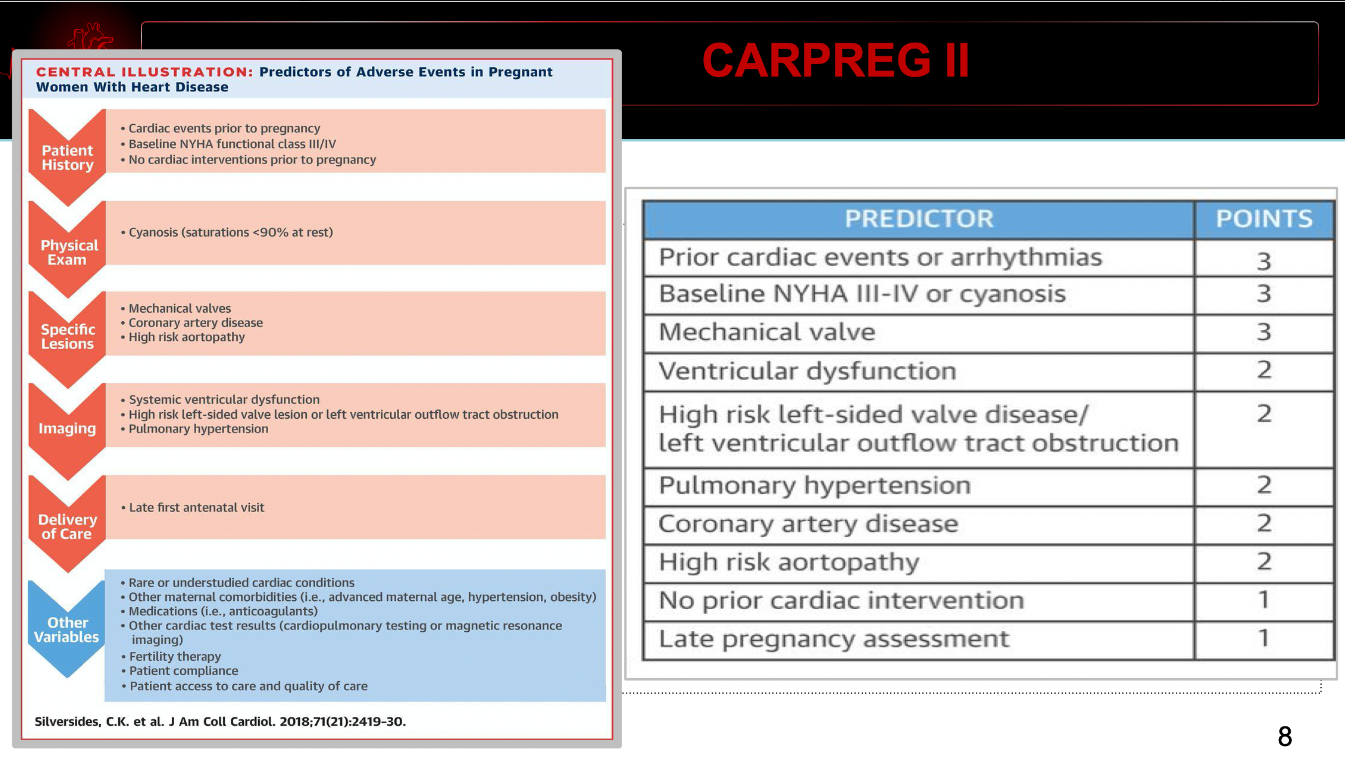 CARPREG II
CENTRAL ILLUSTRATION: Predictors of Adverse Events in Pregnant
Women With Heart Disease
Patient
History
• Cardiac events prior to pregnancy
• Baseline NYHA functional class III/IV
• No cardiac interventions prior to pregnancy
Physical
Exam
• Cyanosis (saturations <90% at rest)
Specific
Lesions
• Mechanical valves
• Coronary artery disease
• High risk aortopathy
Imaging
• Systemic ventricular dysfunction
• High risk left-sided valve lesion or left ventricular outflow tract obstruction
• Pulmonary hypertension
Delivery
of Care
• Late first antenatal visit
Other
Variables
• Rare or understudied cardiac conditions
• Other maternal comorbidities (i.e., advanced maternal age, hypertension, obesity)
• Medications (i.e., anticoagulants)
• Other cardiac test results (cardiopulmonary testing or magnetic resonance
imaging)
• Fertility therapy
• Patient compliance
• Patient access to care and quality of care
Silversides, C.K. et al. J Am Coll Cardiol. 2018;71(21):2419–30.
PREDICTOR POINTS
Prior cardiac events or arrhythmias 3
Baseline NYHA III-IV or cyanosis 3
Mechanical valve 3
Ventricular dysfunction 2
High risk left-sided valve disease/ 2
left ventricular outflow tract obstruction
Pulmonary hypertension 2
Coronary artery disease 2
High risk aortopathy 2
No prior cardiac intervention 1
Late pregnancy assessment 1
8